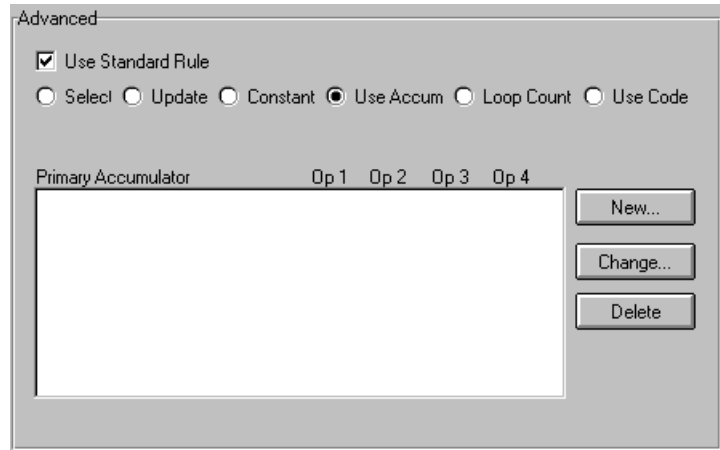 Advanced
Use Standard Rule
Select Update Constant Use Accum Loop Count Use Code
Primary Accumulator Op 1 Op 2 Op 3 Op 4
New...
Change...
Delete